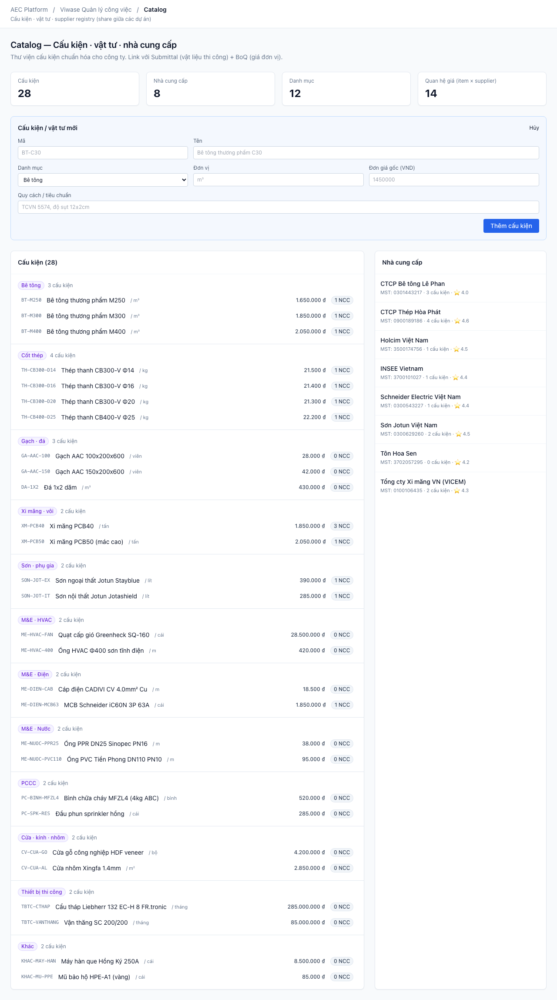 AEC Platform / Viwase Quản lý công việc / Catalog
Cấu kiện · vật tư · supplier registry (share giữa các dự án)
Catalog — Cấu kiện · vật tư · nhà cung cấp
Thư viện cấu kiện chuẩn hóa cho công ty. Link với Submittal (vật liệu thi công) + BoQ (giá đơn vị).
Cấu kiện
28
Nhà cung cấp
8
Danh mục
12
Quan hệ giá (item × supplier)
14
Cấu kiện / vật tư mới
Hủy
Mã
BT-C30
Tên
Bê tông thương phẩm C30
Danh mục
Bê tông
Đơn vị
m³
Đơn giá gốc (VND)
1450000
Quy cách / tiêu chuẩn
TCVN 5574, độ sụt 12±2cm
Thêm cấu kiện
Cấu kiện (28)
Bê tông 3 cấu kiện
BT-M250 Bê tông thương phẩm M250 / m³ 1.650.000 ₫ 1 NCC
BT-M300 Bê tông thương phẩm M300 / m³ 1.850.000 ₫ 1 NCC
BT-M400 Bê tông thương phẩm M400 / m³ 2.050.000 ₫ 1 NCC
Cốt thép 4 cấu kiện
TH-CB300-D14 Thép thanh CB300-V Φ14 / kg 21.500 ₫ 1 NCC
TH-CB300-D16 Thép thanh CB300-V Φ16 / kg 21.400 ₫ 1 NCC
TH-CB300-D20 Thép thanh CB300-V Φ20 / kg 21.300 ₫ 1 NCC
TH-CB400-D25 Thép thanh CB400-V Φ25 / kg 22.200 ₫ 1 NCC
Gạch · đá 3 cấu kiện
GA-AAC-100 Gạch AAC 100x200x600 / viên 28.000 ₫ 0 NCC
GA-AAC-150 Gạch AAC 150x200x600 / viên 42.000 ₫ 0 NCC
DA-1X2 Đá 1x2 dăm / m³ 430.000 ₫ 0 NCC
Xi măng · vôi 2 cấu kiện
XM-PCB40 Xi măng PCB40 / tấn 1.850.000 ₫ 3 NCC
XM-PCB50 Xi măng PCB50 (mác cao) / tấn 2.050.000 ₫ 1 NCC
Sơn · phụ gia 2 cấu kiện
SON-JOT-EX Sơn ngoại thất Jotun Stayblue / lít 390.000 ₫ 1 NCC
SON-JOT-IT Sơn nội thất Jotun Jotashield / lít 285.000 ₫ 1 NCC
M&E · HVAC 2 cấu kiện
ME-HVAC-FAN Quạt cấp gió Greenheck SQ-160 / cái 28.500.000 ₫ 0 NCC
ME-HVAC-400 Ống HVAC Φ400 sơn tĩnh điện / m 420.000 ₫ 0 NCC
M&E · Điện 2 cấu kiện
ME-DIEN-CAB Cáp điện CADIVI CV 4.0mm² Cu / m 18.500 ₫ 0 NCC
ME-DIEN-MCB63 MCB Schneider iC60N 3P 63A / cái 1.850.000 ₫ 1 NCC
M&E · Nước 2 cấu kiện
ME-NUOC-PPR25 Ống PPR DN25 Sinopec PN16 / m 38.000 ₫ 0 NCC
ME-NUOC-PVC110 Ống PVC Tiền Phong DN110 PN10 / m 95.000 ₫ 0 NCC
PCCC 2 cấu kiện
PC-BINH-MFZL4 Bình chữa cháy MFZL4 (4kg ABC) / bình 520.000 ₫ 0 NCC
PC-SPK-RES Đầu phun sprinkler hồng / cái 285.000 ₫ 0 NCC
Cửa · kính · nhôm 2 cấu kiện
CV-CUA-GO Cửa gỗ công nghiệp HDF veneer / bộ 4.200.000 ₫ 0 NCC
CV-CUA-AL Cửa nhôm Xingfa 1.4mm / m² 2.850.000 ₫ 0 NCC
Thiết bị thi công 2 cấu kiện
TBTC-CTHAP Cẩu tháp Liebherr 132 EC-H 8 FR.tronic / tháng 285.000.000 ₫ 0 NCC
TBTC-VANTHANG Vận thăng SC 200/200 / tháng 85.000.000 ₫ 0 NCC
Khác 2 cấu kiện
KHAC-MAY-HAN Máy hàn que Hồng Ký 250A / cái 8.500.000 ₫ 0 NCC
KHAC-MU-PPE Mũ bảo hộ HPE-A1 (vàng) / cái 85.000 ₫ 0 NCC
Nhà cung cấp
CTCP Bê tông Lê Phan
MST: 0301443217 · 3 cấu kiện · ⭐ 4.0
CTCP Thép Hòa Phát
MST: 0900189186 · 4 cấu kiện · ⭐ 4.6
Holcim Việt Nam
MST: 3500174756 · 1 cấu kiện · ⭐ 4.5
INSEE Vietnam
MST: 3700101027 · 1 cấu kiện · ⭐ 4.4
Schneider Electric Việt Nam
MST: 0300543227 · 1 cấu kiện · ⭐ 4.4
Sơn Jotun Việt Nam
MST: 0300629260 · 2 cấu kiện · ⭐ 4.5
Tôn Hoa Sen
MST: 3702057295 · 0 cấu kiện · ⭐ 4.2
Tổng cty Xi măng VN (VICEM)
MST: 0100106435 · 2 cấu kiện · ⭐ 4.3